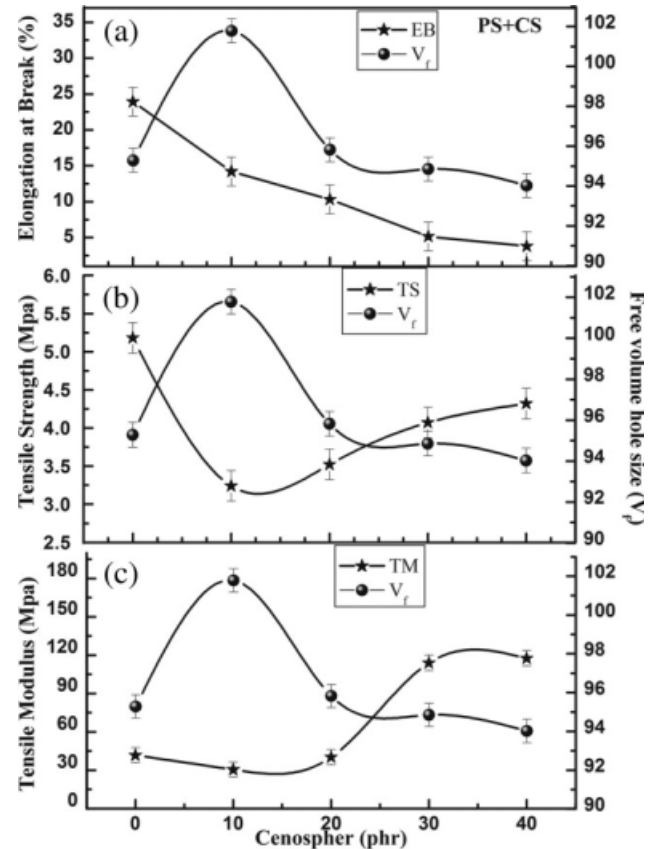 (a)
EB
V_f
PS+CS
Elongation at Break (%)
35
30
25
20
15
10
5
102
100
98
96
94
92
90
(b)
TS
V_f
Tensile Strength (Mpa)
6.0
5.5
5.0
4.5
4.0
3.5
3.0
2.5
102
100
98
96
94
92
90
Free volume hole size (V_f)
(c)
TM
V_f
Tensile Modulus (Mpa)
180
150
120
90
60
30
0
102
100
98
96
94
92
90
0 10 20 30 40
Cenospher (phr)